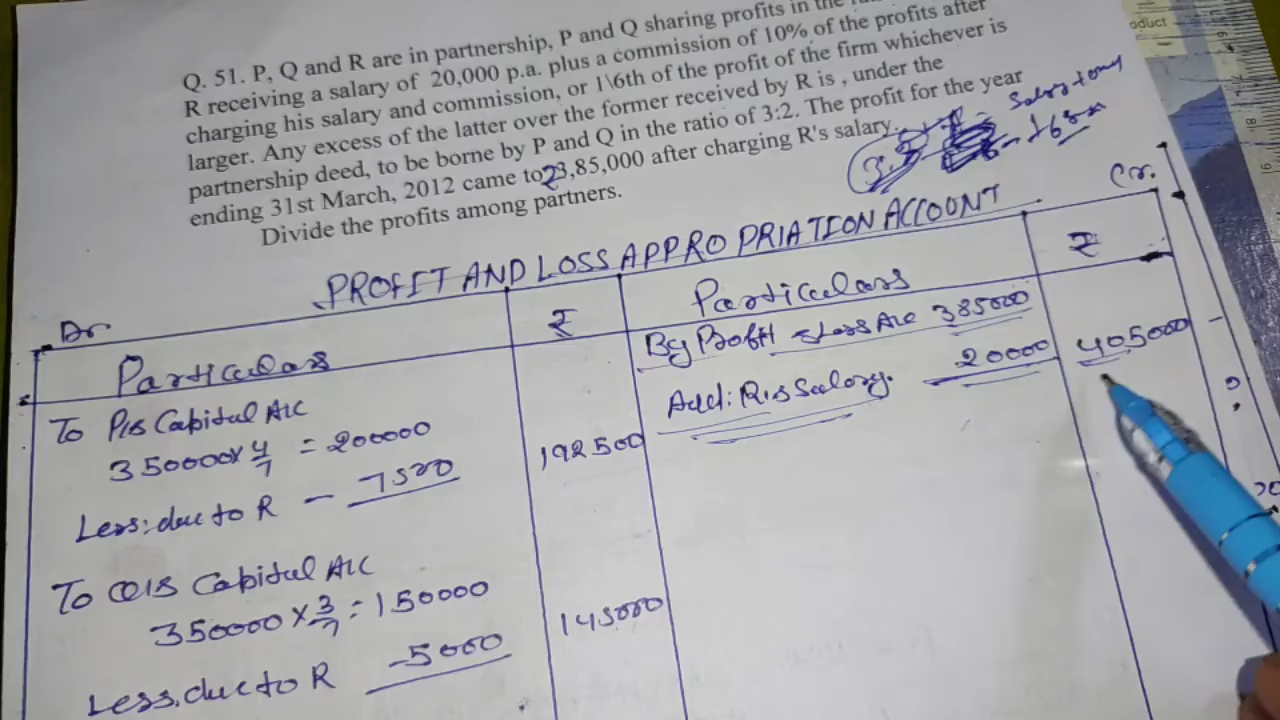 Q. 51. P, Q and R are in partnership, P and Q sharing profits in the
R receiving a salary of 20,000 p.a. plus a commission of 10% of the profits after
charging his salary and commission, or 1\6th of the profit of the firm whichever is
larger. Any excess of the latter over the former received by R is , under the
partnership deed, to be borne by P and Q in the ratio of 3:2. The profit for the year
ending 31st March, 2012 came to ₹3,85,000 after charging R's salary.
Divide the profits among partners.
PROFIT AND LOSS APPROPRIATION ACCOUNT
Dr Cr.
Particulars ₹ Particulars ₹
To P's Capital A/c
350000 x 4/7 = 200000
Less: due to R - 7500 192500
To Q's Capital A/C
350000 x 3/7 = 150000
Less. due to R -5000 145000
By Profit & Loss A/c 385000
Add: R's Salary. 20000 405000
oduct